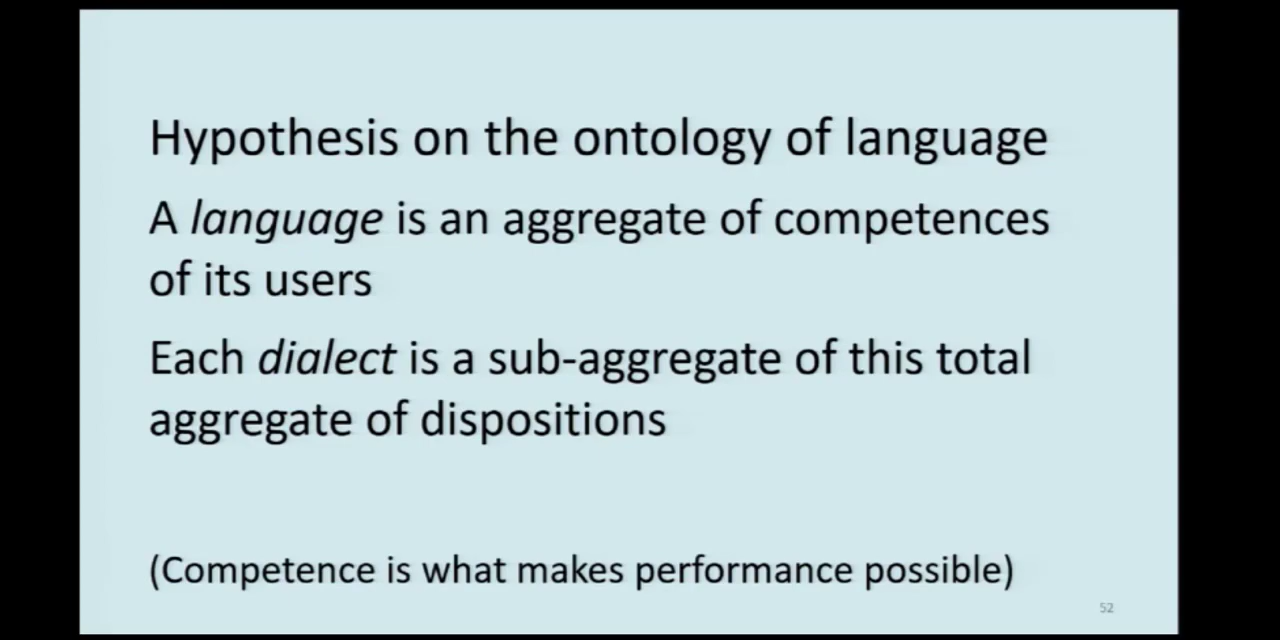 Hypothesis on the ontology of language
A language is an aggregate of competences
of its users
Each dialect is a sub-aggregate of this total
aggregate of dispositions
(Competence is what makes performance possible)
52